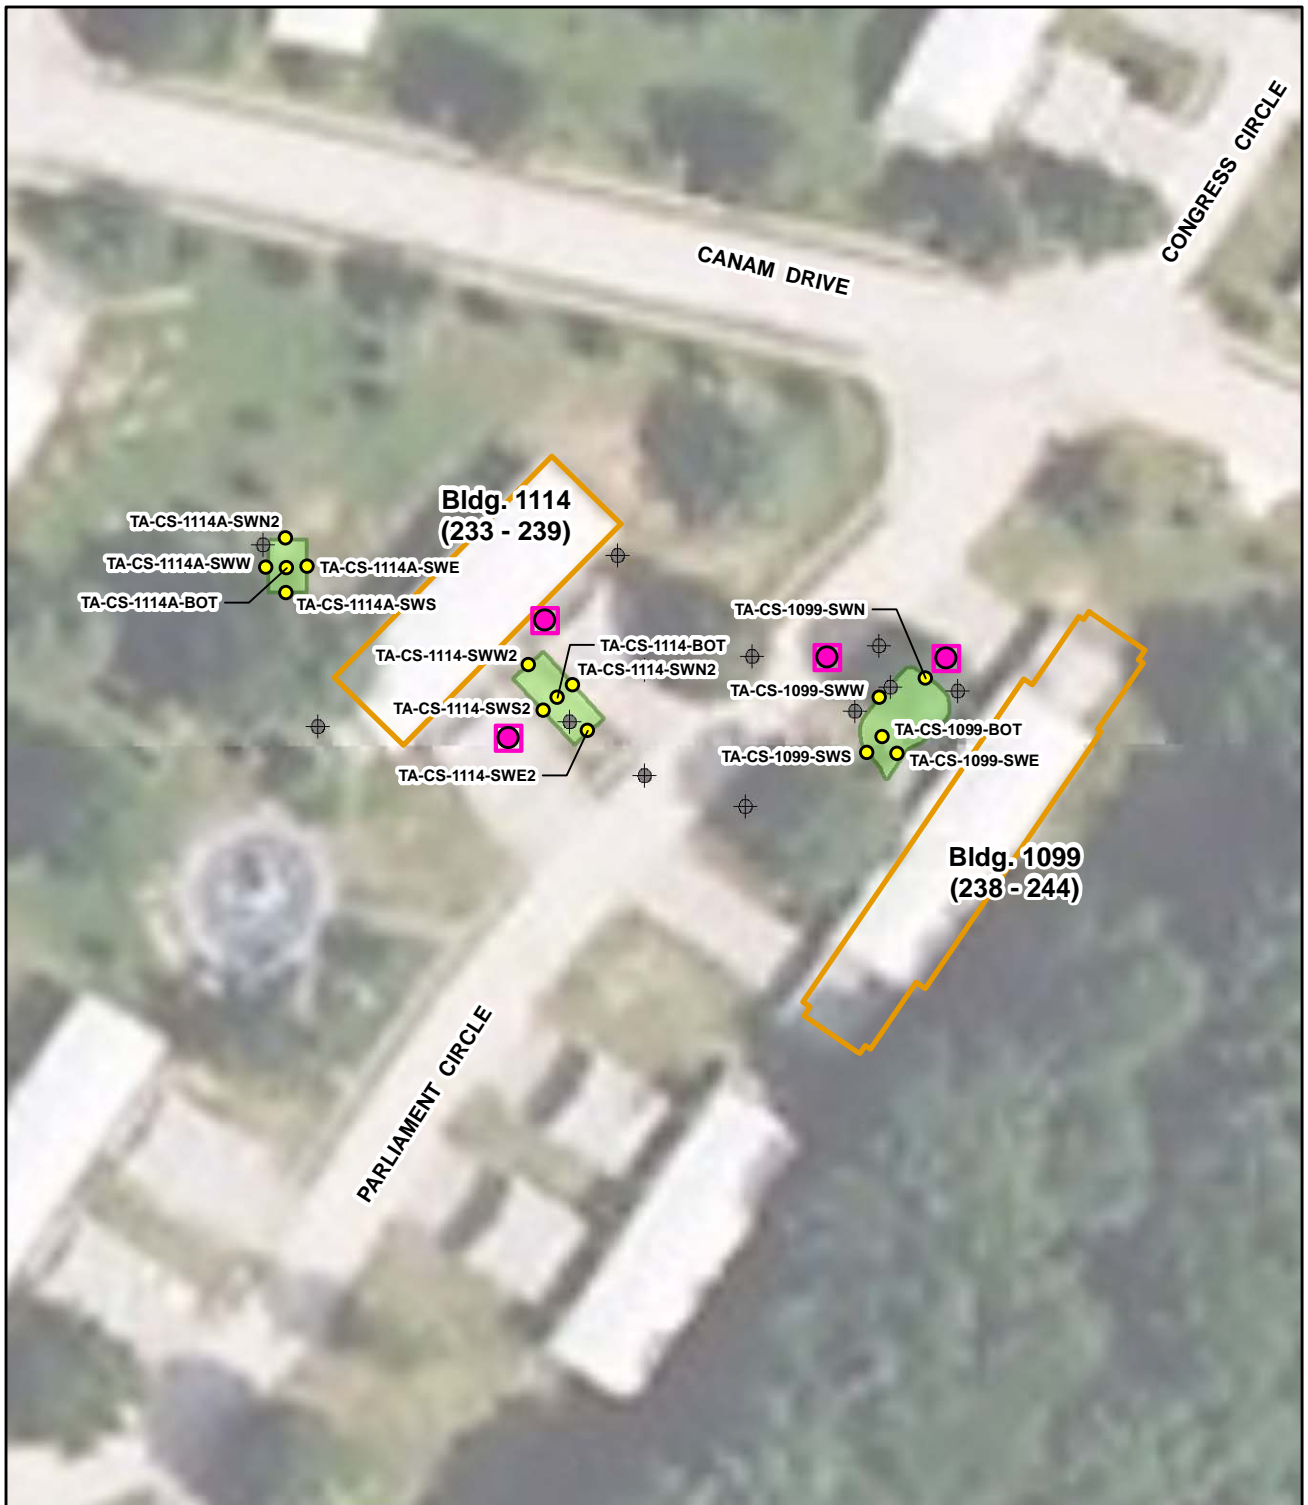 CONGRESS CIRCLE
CANAM DRIVE
Bldg. 1114
(233 - 239)
TA-CS-1114A-SWN2
TA-CS-1114A-SWW
TA-CS-1114A-SWE
TA-CS-1114A-BOT
TA-CS-1114A-SWS
TA-CS-1099-SWN
TA-CS-1114-BOT
TA-CS-1114-SWW2
TA-CS-1114-SWN2
TA-CS-1099-SWW
TA-CS-1114-SWS2
TA-CS-1099-BOT
TA-CS-1099-SWS
TA-CS-1099-SWE
TA-CS-1114-SWE2
Bldg. 1099
(238 - 244)
PARLIAMENT CIRCLE